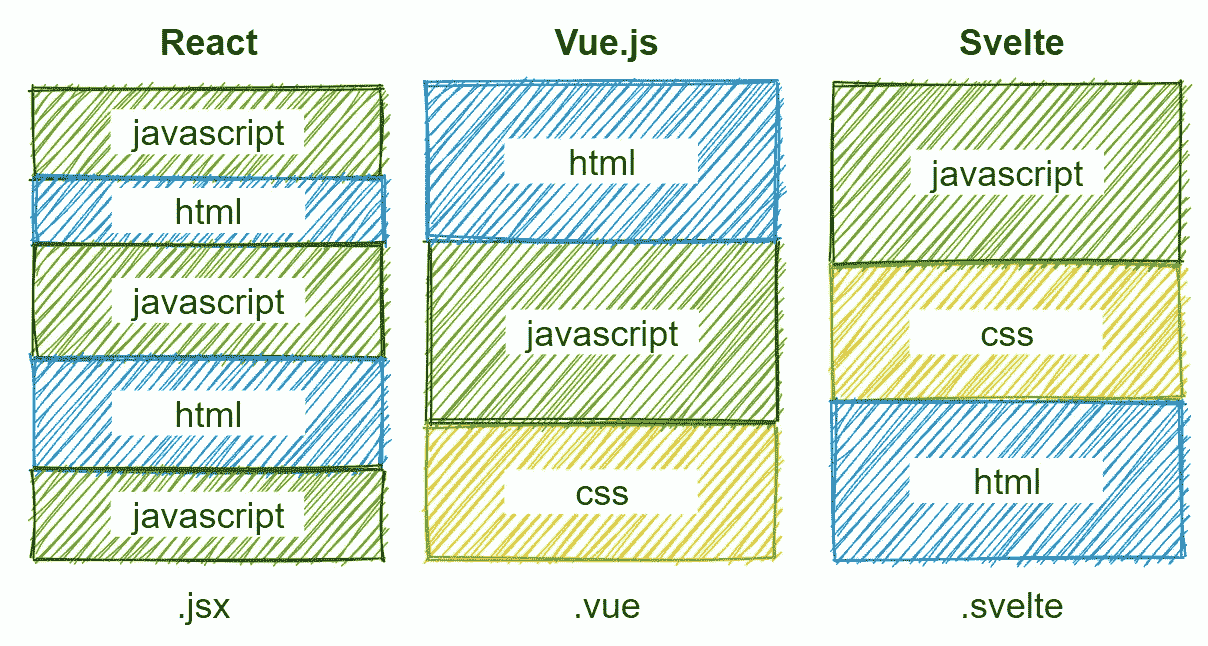 React
javascript
html
javascript
html
javascript
.jsx
Vue.js
html
javascript
css
.vue
Svelte
javascript
css
html
.svelte